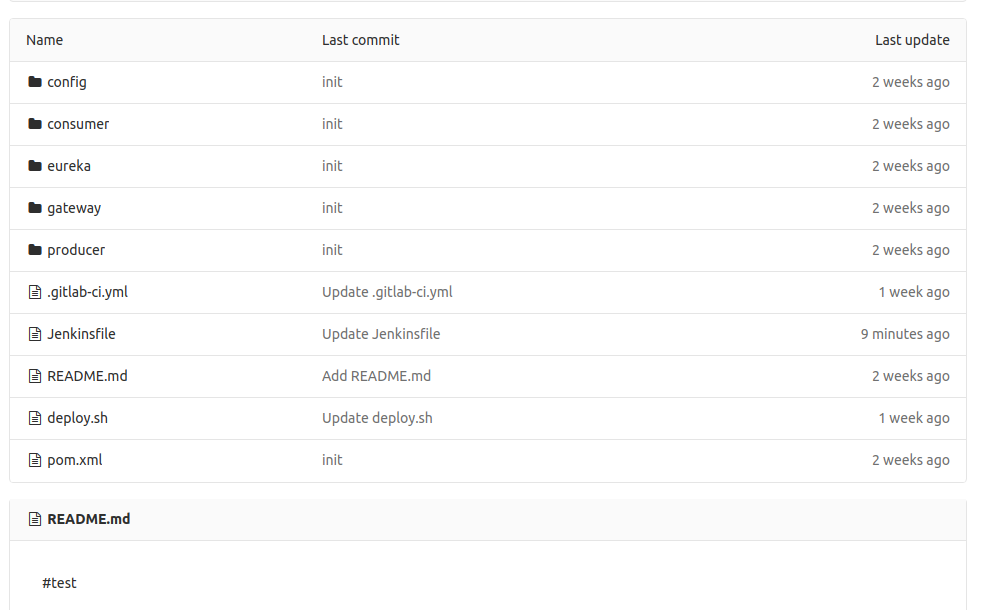 Name Last commit Last update
config init 2 weeks ago
consumer init 2 weeks ago
eureka init 2 weeks ago
gateway init 2 weeks ago
producer init 2 weeks ago
.gitlab-ci.yml Update .gitlab-ci.yml 1 week ago
Jenkinsfile Update Jenkinsfile 9 minutes ago
README.md Add README.md 2 weeks ago
deploy.sh Update deploy.sh 1 week ago
pom.xml init 2 weeks ago
README.md
#test